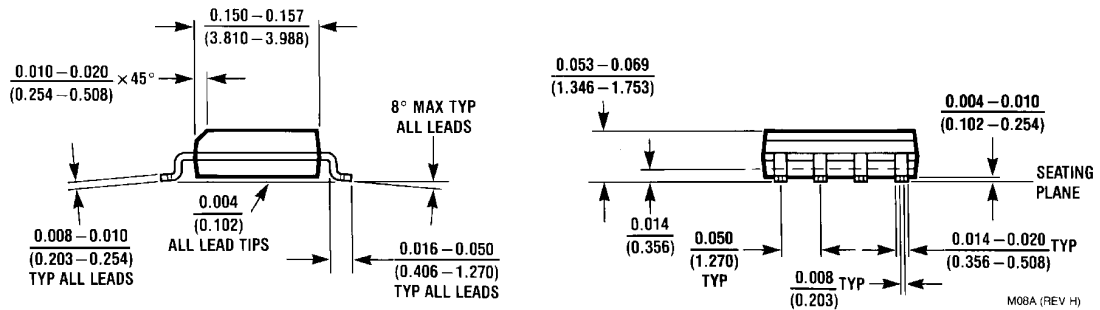 0.150 – 0.157
(3.810 – 3.988)
0.010 – 0.020
(0.254 – 0.508)
× 45°
8° MAX TYP
ALL LEADS
0.004
(0.102)
ALL LEAD TIPS
0.008 – 0.010
(0.203 – 0.254)
TYP ALL LEADS
0.016 – 0.050
(0.406 – 1.270)
TYP ALL LEADS
0.053 – 0.069
(1.346 – 1.753)
0.004 – 0.010
(0.102 – 0.254)
SEATING
PLANE
0.014
(0.356)
0.050
(1.270)
TYP
0.014 – 0.020
(0.356 – 0.508)
TYP
0.008
(0.203)
TYP
M08A (REV H)